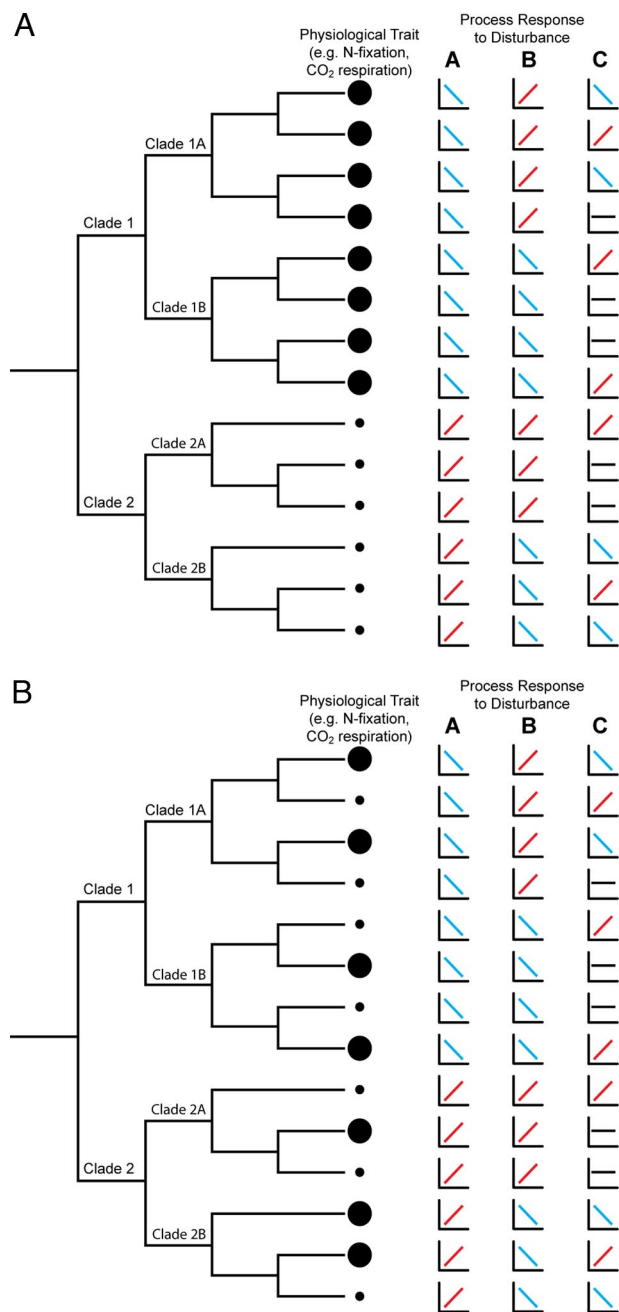 A
Physiological Trait
(e.g. N-fixation,
CO₂ respiration)
Process Response
to Disturbance
A B C
Clade 1A
Clade 1
Clade 1B
Clade 2A
Clade 2
Clade 2B
B
Physiological Trait
(e.g. N-fixation,
CO₂ respiration)
Process Response
to Disturbance
A B C
Clade 1A
Clade 1
Clade 1B
Clade 2A
Clade 2
Clade 2B